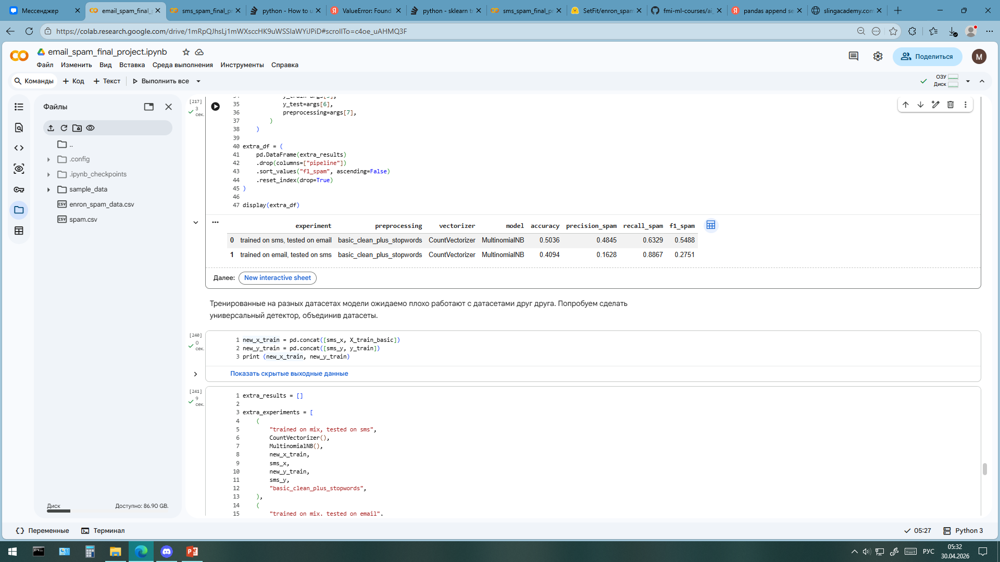 Мессенджер
email_spam_final_
sms_spam_final_pr
python - How to u
ValueError: Found
python - sklearn tr
sms_spam_final_pr
SetFit/enron_spam
fmi-ml-courses/ai_
pandas append se
slingacademy.com
https://colab.research.google.com/drive/1mRpQJhsLj1mWXsccHK9uWSSIaWYiJPiD#scrollTo=c4oe_uAHMQ3F
email_spam_final_project.ipynb
Файл Изменить Вид Вставка Среда выполнения Инструменты Справка
Поделиться
M
Команды + Код + Текст Выполнить все
ОЗУ
Диск
Файлы
..
.config
.ipynb_checkpoints
sample_data
enron_spam_data.csv
spam.csv
Диск Доступно: 86.90 GB.
[217]
3
сек.
35 y_test=args[6],
36 preprocessing=args[7],
37 )
38 )
39
40 extra_df = (
41 pd.DataFrame(extra_results)
42 .drop(columns=["pipeline"])
43 .sort_values("f1_spam", ascending=False)
44 .reset_index(drop=True)
45 )
46
47 display(extra_df)
experiment preprocessing vectorizer model accuracy precision_spam recall_spam f1_spam
0 trained on sms, tested on email basic_clean_plus_stopwords CountVectorizer MultinomialNB 0.5036 0.4845 0.6329 0.5488
1 trained on email, tested on sms basic_clean_plus_stopwords CountVectorizer MultinomialNB 0.4094 0.1628 0.8867 0.2751
Далее: New interactive sheet
Тренированные на разных датасетах модели ожидаемо плохо работают с датасетами друг друга. Попробуем сделать
универсальный детектор, объединив датасеты.
[240]
0
сек.
1 new_x_train = pd.concat([sms_x, X_train_basic])
2 new_y_train = pd.concat([sms_y, y_train])
3 print (new_x_train, new_y_train)
Показать скрытые выходные данные
[241]
9
сек.
1 extra_results = []
2
3 extra_experiments = [
4 (
5 "trained on mix, tested on sms",
6 CountVectorizer(),
7 MultinomialNB(),
8 new_x_train,
9 sms_x,
10 new_y_train,
11 sms_y,
12 "basic_clean_plus_stopwords",
13 ),
14 (
15 "trained on mix, tested on email",
Переменные Терминал
05:27 Python 3
РУС
05:32
30.04.2026